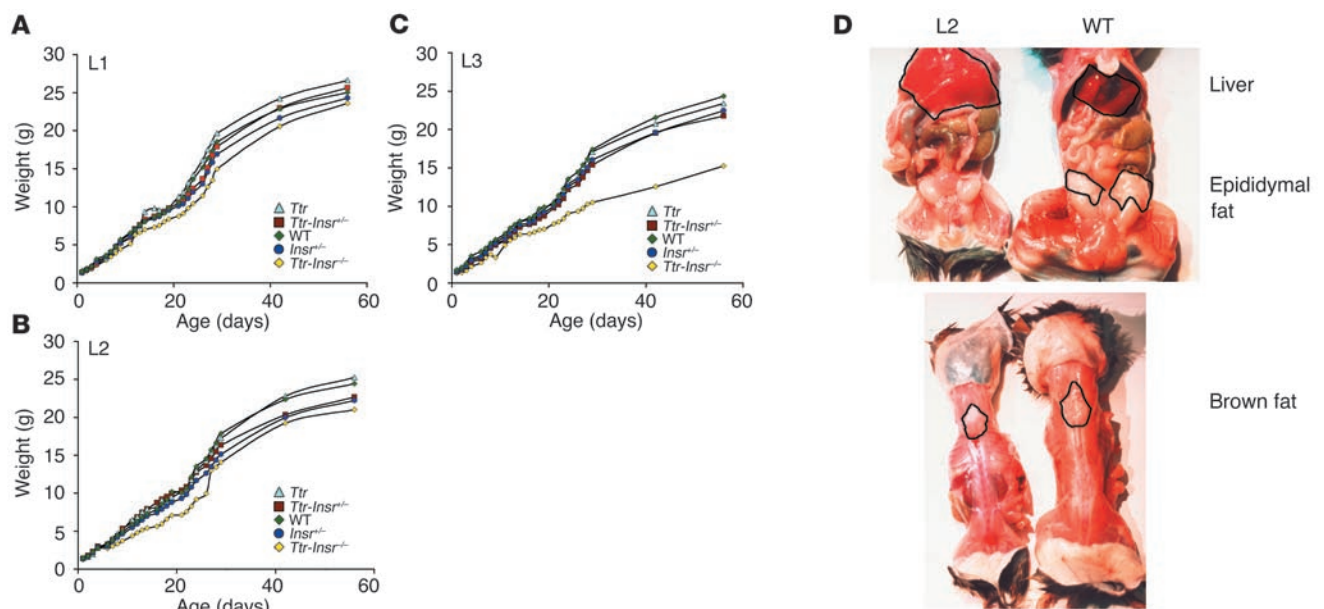 A
L1
Weight (g)
30
25
20
15
10
5
0
0 20 40 60
Age (days)
Ttr
Ttr-Insr+/–
WT
Insr+/–
Ttr-Insr–/–
B
L2
Weight (g)
30
25
20
15
10
5
0
0 20 40 60
Age (days)
Ttr
Ttr-Insr+/–
WT
Insr+/–
Ttr-Insr–/–
C
L3
Weight (g)
30
25
20
15
10
5
0
0 20 40 60
Age (days)
Ttr
Ttr-Insr+/–
WT
Insr+/–
Ttr-Insr–/–
D
L2 WT
Liver
Epididymal
fat
Brown fat